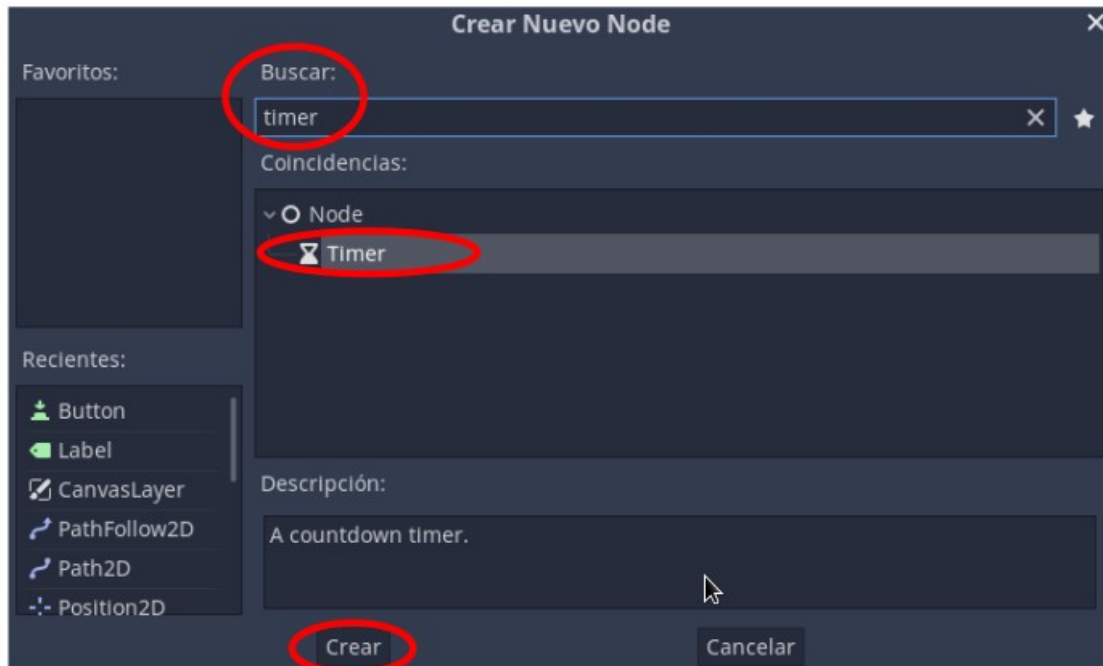 Crear Nuevo Node
Favoritos:
Buscar:
timer
Coincidencias:
Node
Timer
Recientes:
Button
Label
CanvasLayer
PathFollow2D
Path2D
Position2D
Descripción:
A countdown timer.
Crear
Cancelar